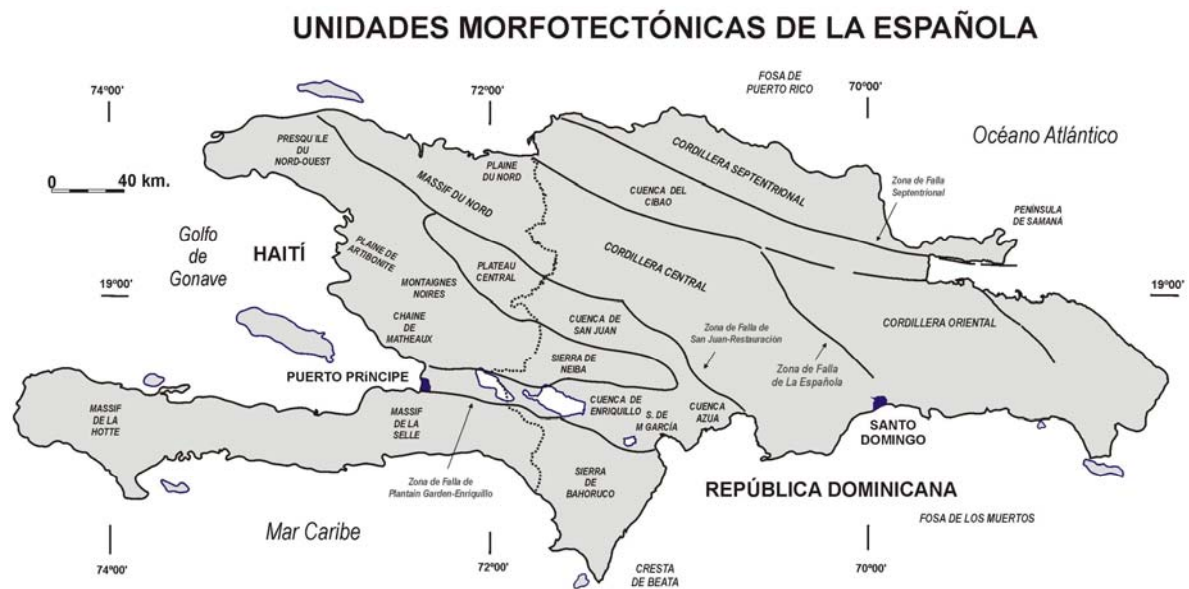 UNIDADES MORFOTECTÓNICAS DE LA ESPAÑOLA
74º00'
72º00'
FOSA DE
PUERTO RICO
70º00'
Océano Atlántico
PRESQU´ILE
DU
NORD-OUEST
PLAINE
DU NORD
MASSIF DU NORD
CORDILLERA SEPTENTRIONAL
CUENCA DEL
CIBAO
Zona de Falla
Septentrional
0 40 km.
PENÍNSULA
DE SAMANÁ
Golfo
de
Gonave
HAITÍ
PLAINE DE
ARTIBONITE
PLATEAU
CENTRAL
CORDILLERA CENTRAL
MONTAIGNES
NOIRES
19º00'
19º00'
CHAINE
DE
MATHEAUX
CUENCA DE
SAN JUAN
Zona de Falla de
San Juan-Restauración
CORDILLERA ORIENTAL
SIERRA DE
NEIBA
Zona de Falla
de La Española
PUERTO PRíNCIPE
MASSIF
DE LA
HOTTE
MASSIF
DE LA
SELLE
CUENCA DE
ENRIQUILLO
S. DE
M GARCÍA
CUENCA
AZUA
SANTO
DOMINGO
Zona de Falla de
Plantain Garden-Enriquillo
SIERRA
DE
BAHORUCO
REPÚBLICA DOMINICANA
FOSA DE LOS MUERTOS
Mar Caribe
74º00'
72º00'
CRESTA
DE BEATA
70º00'